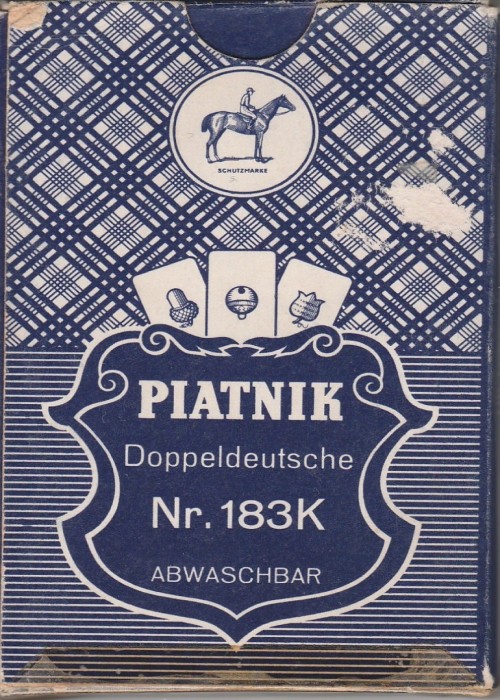 SCHUTZMARKE
PIATNIK
Doppeldeutsche
Nr. 183K
ABWASCHBAR